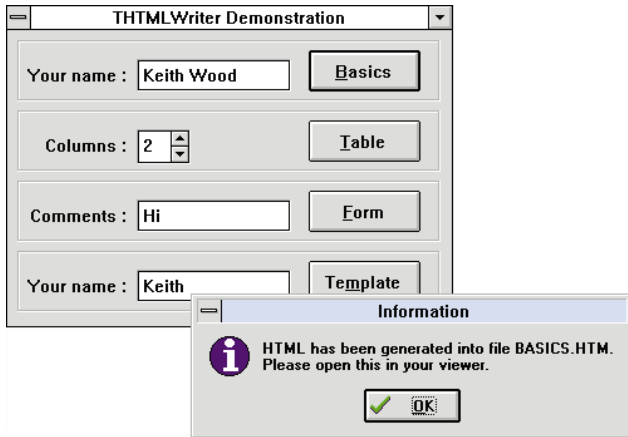 THTMLWriter Demonstration
Your name : Keith Wood Basics
Columns : 2 Table
Comments : Hi Form
Your name : Keith Template
Information
HTML has been generated into file BASICS.HTM.
Please open this in your viewer.
OK